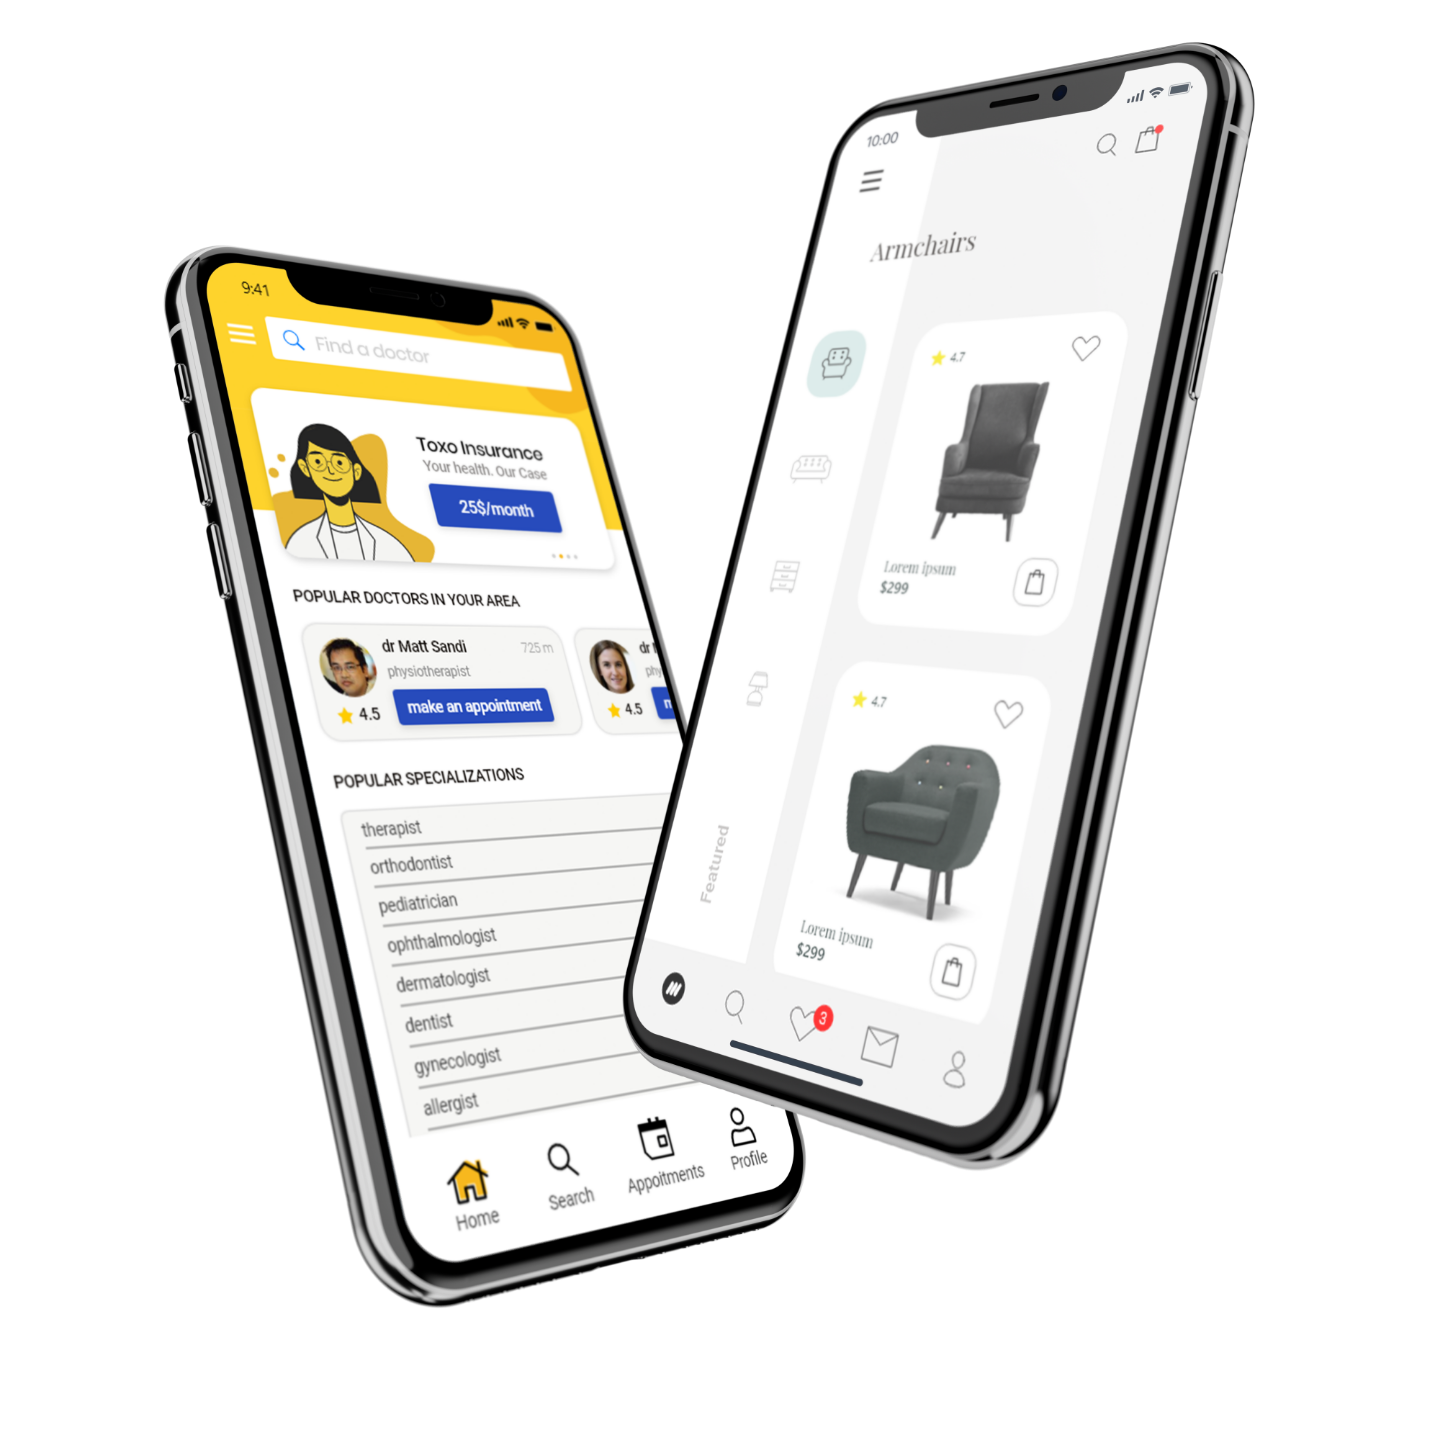 9:41
Find a doctor
Toxo Insurance
Your health. Our Case
25$/month
POPULAR DOCTORS IN YOUR AREA
dr Matt Sandi
725 m
physiotherapist
4.5
make an appointment
dr
4.5
POPULAR SPECIALIZATIONS
therapist
orthodontist
pediatrician
ophthalmologist
dermatologist
dentist
gynecologist
allergist
Home
Search
Appoitments
Profile
10:00
Armchairs
4.7
Lorem ipsum
$299
4.7
Lorem ipsum
$299
Featured
3